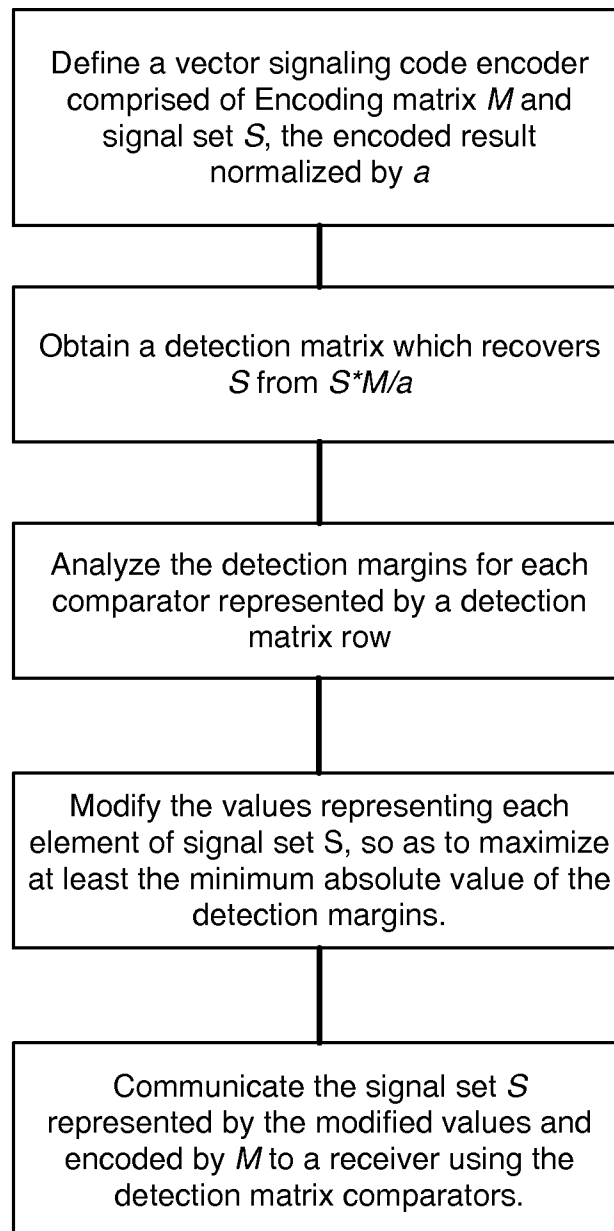 Define a vector signaling code encoder
comprised of Encoding matrix M and
signal set S, the encoded result
normalized by a
Obtain a detection matrix which recovers
S from S*M/a
Analyze the detection margins for each
comparator represented by a detection
matrix row
Modify the values representing each
element of signal set S, so as to maximize
at least the minimum absolute value of the
detection margins.
Communicate the signal set S
represented by the modified values and
encoded by M to a receiver using the
detection matrix comparators.